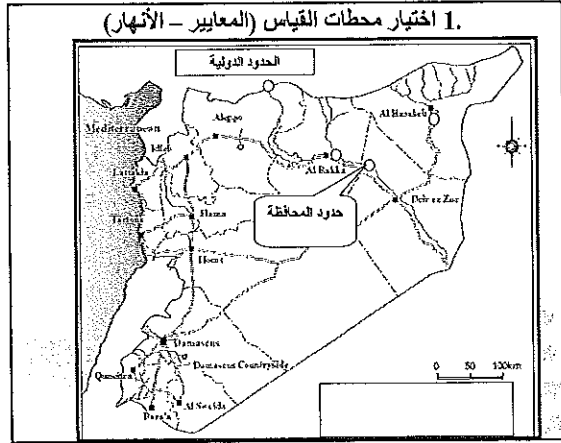 1. اختيار محطات القياس (المعايير – الأنهار)
الحدود الدولية
Al Hasakeh
Aleppo
Mediterranean
Idleb
Al Rakka
Lattakia
Deir ez Zor
Tartous
Hama
حدود المحافظة
Homs
Damascus
Damascus Countryside
Quneitra
0 50 100km
Dara'a
Al Sweida